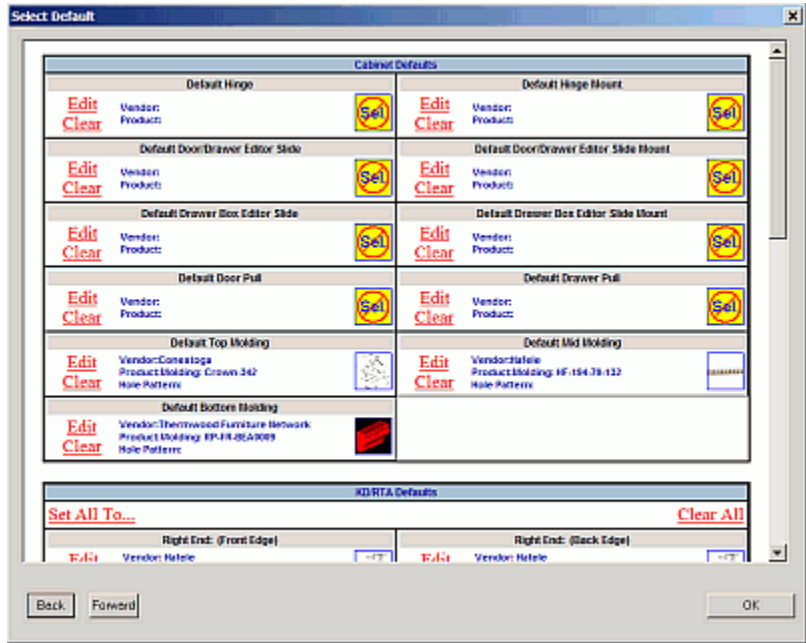 Select Default
Cabinet Defaults
Default Hinge
Default Hinge Mount
Edit
Clear
Vendor:
Product:
Sel
Edit
Clear
Vendor:
Product:
Sel
Default Door/Drawer Editor Slide
Default Door/Drawer Editor Slide Mount
Edit
Clear
Vendor:
Product:
Sel
Edit
Clear
Vendor:
Product:
Sel
Default Drawer Box Editor Slide
Default Drawer Box Editor Slide Mount
Edit
Clear
Vendor:
Product:
Sel
Edit
Clear
Vendor:
Product:
Sel
Default Door Pull
Default Drawer Pull
Edit
Clear
Vendor:
Product:
Sel
Edit
Clear
Vendor:
Product:
Sel
Default Top Molding
Default Mid Molding
Edit
Clear
Vendor:Conestoga
Product:Molding: Crown-342
Hole Pattern:
Edit
Clear
Vendor:Hafele
Product:Molding: HF-194-79-132
Hole Pattern:
Default Bottom Molding
Edit
Clear
Vendor:Thermwood Furniture Network
Product:Molding: RP-FR-BEA0009
Hole Pattern:
KD/RTA Defaults
Set All To...
Clear All
Right End: (Front Edge)
Right End: (Back Edge)
Edit
Vendor: Hafele
Edit
Vendor: Hafele
Back
Forward
OK